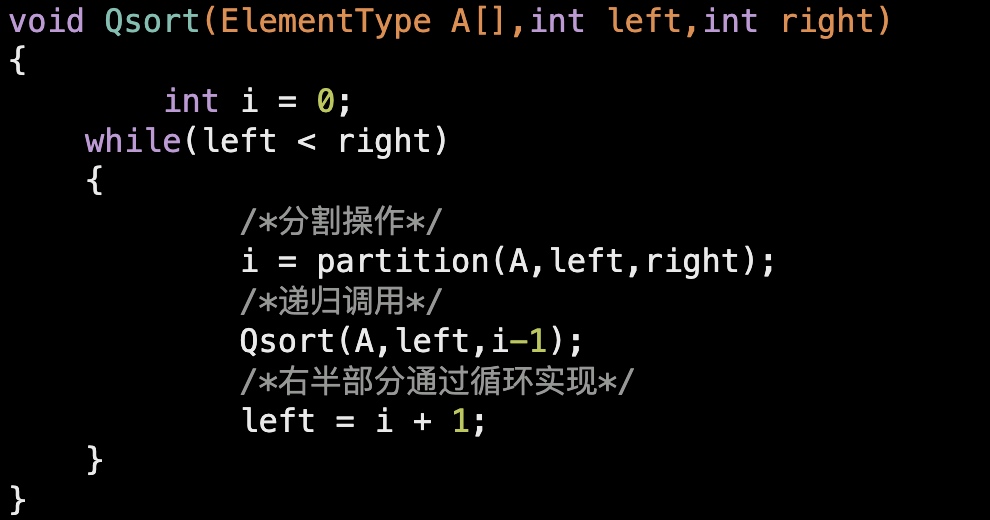 void Qsort(ElementType A[],int left,int right)
{
        int i = 0;
    while(left < right)
    {
            /*分割操作*/
            i = partition(A,left,right);
            /*递归调用*/
            Qsort(A,left,i-1);
            /*右半部分通过循环实现*/
            left = i + 1;
    }
}